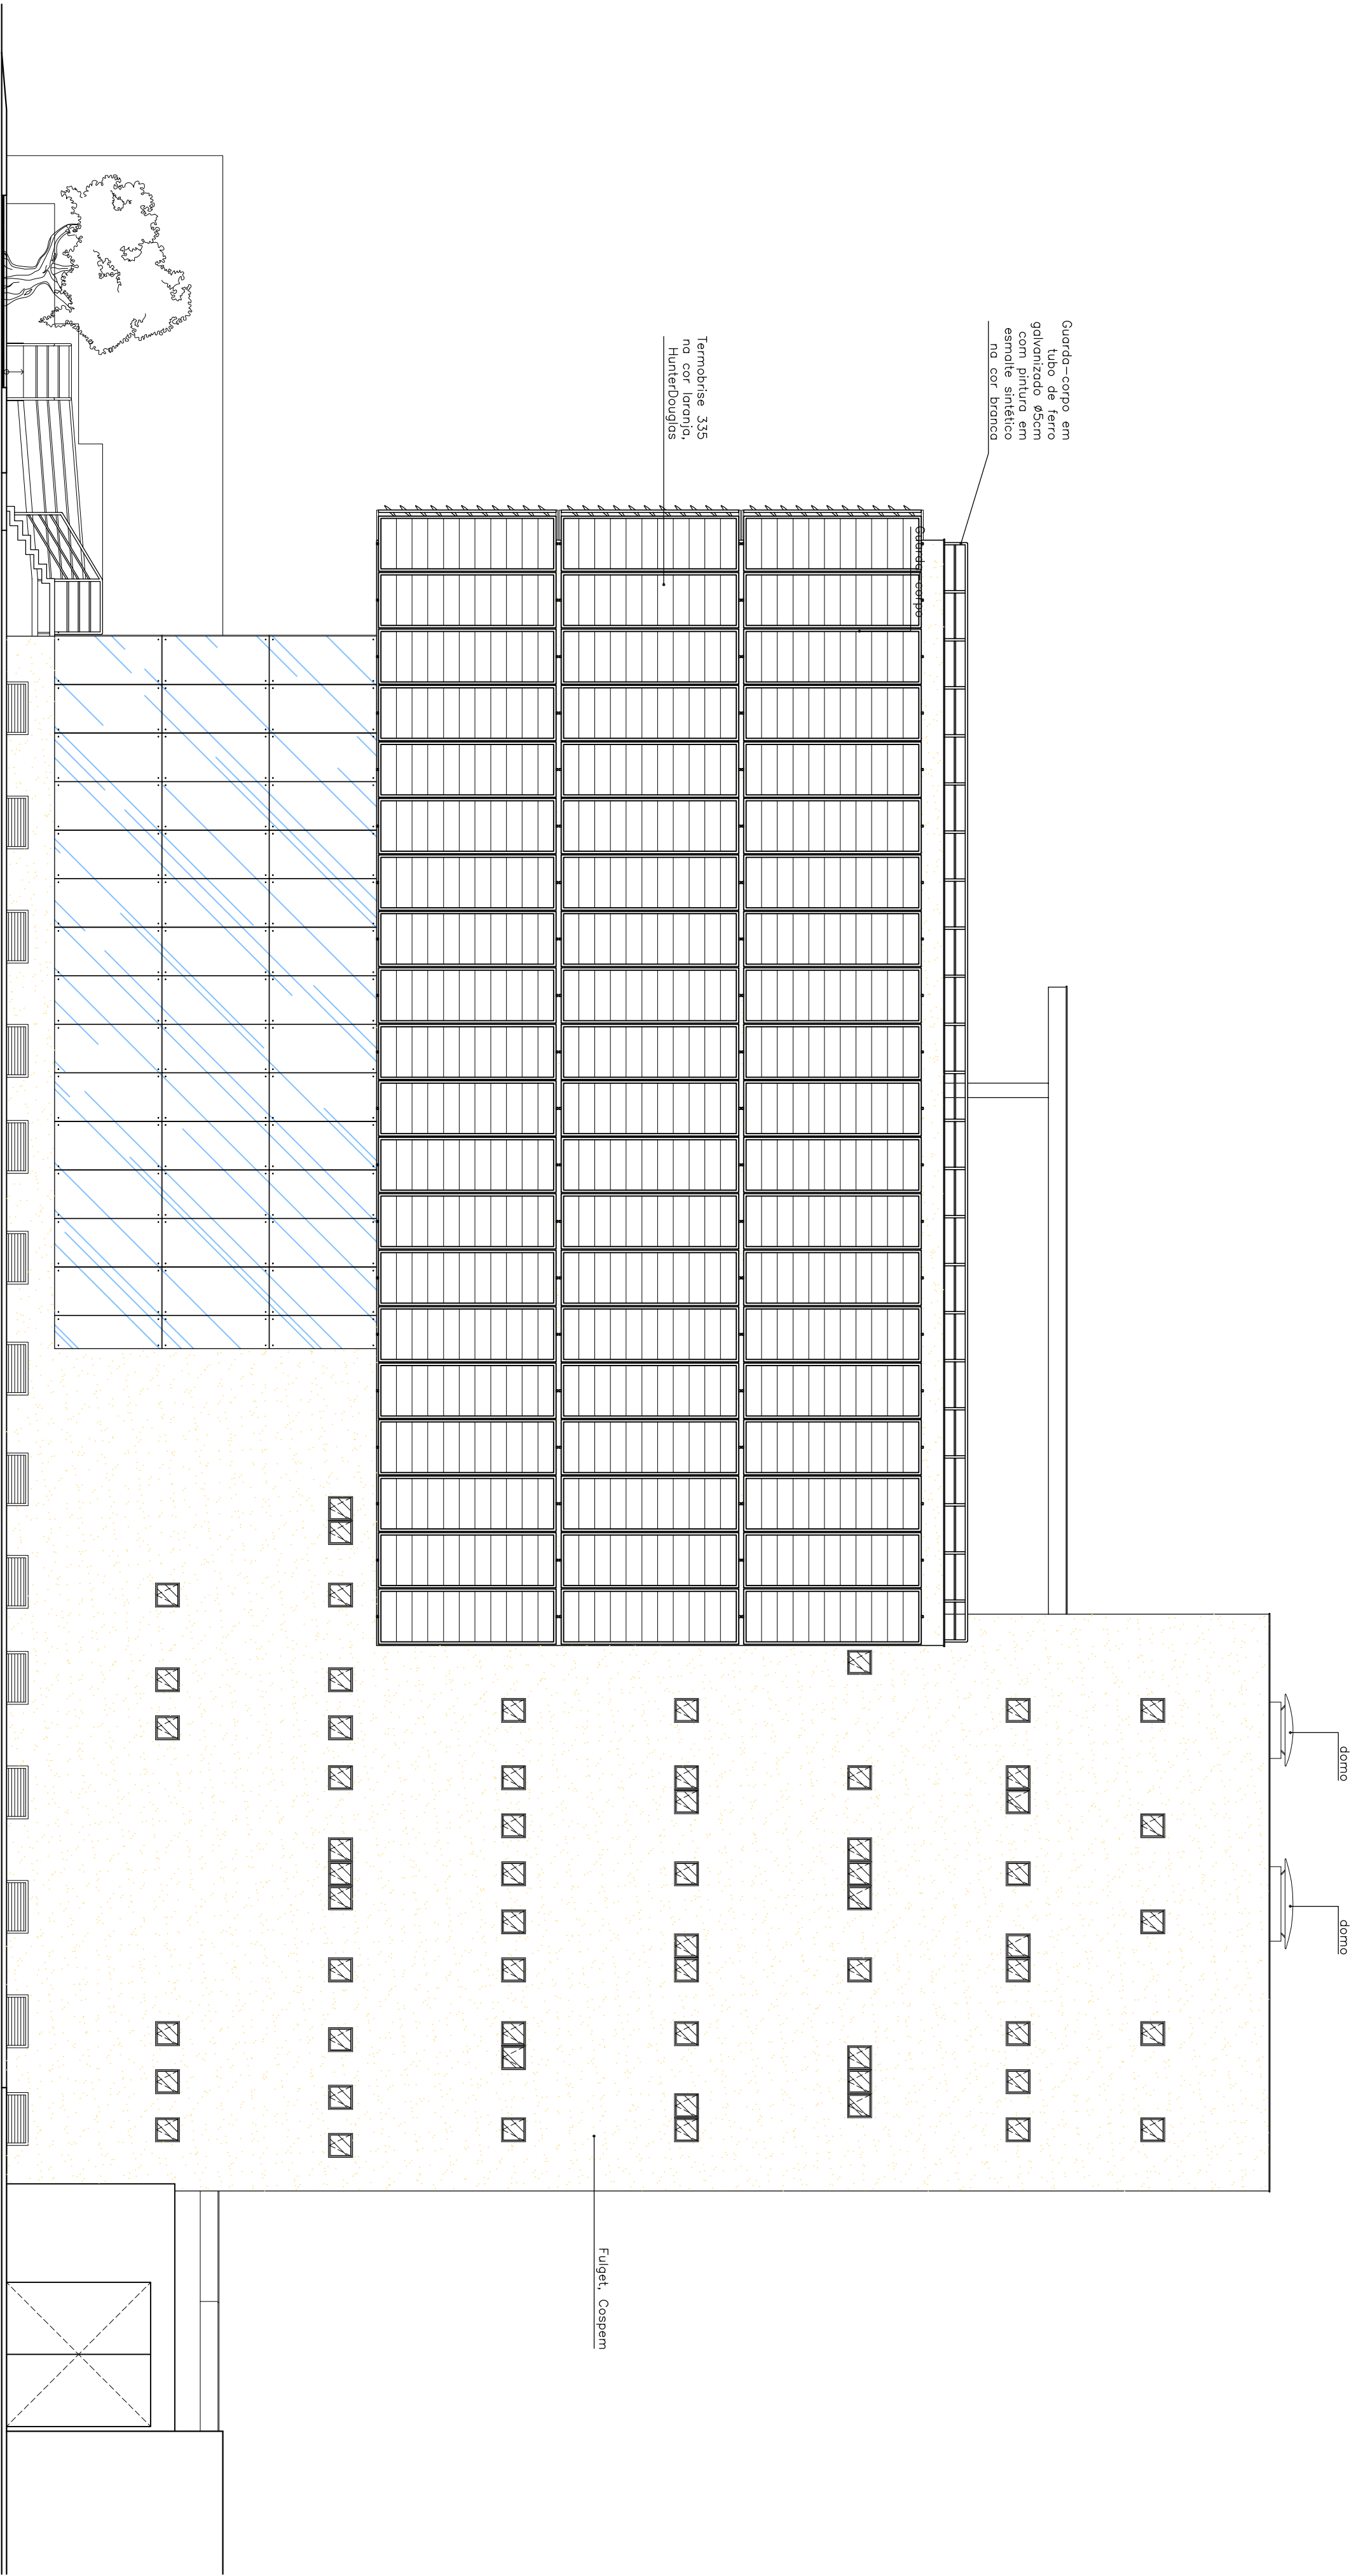 Guarda-corpo em
tubo de ferro
galvanizado ø5cm
com pintura em
esmalte sintético
na cor branca
Termobrise 335
na cor laranja,
HunterDouglas
Guarda-corpo
domo
domo
Fulget, Cospem